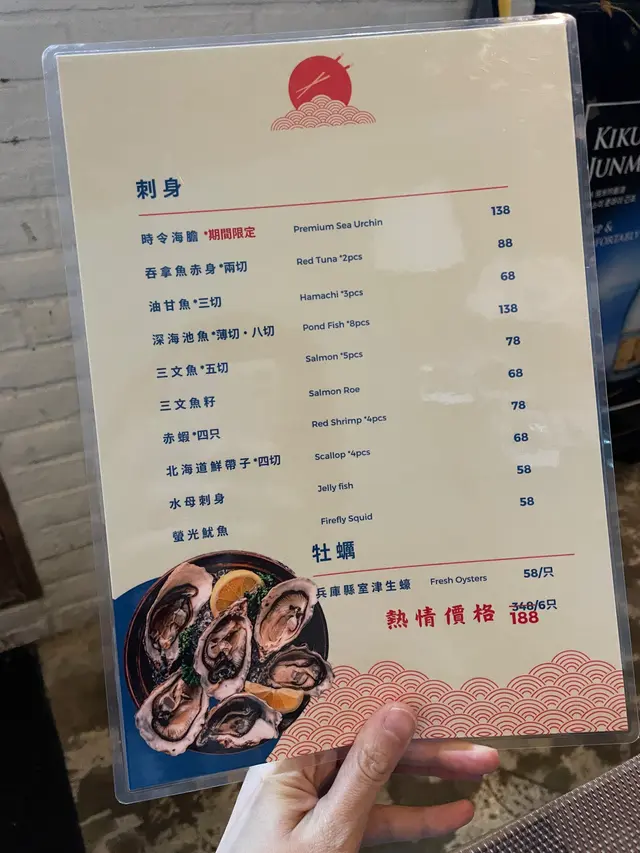 刺身
時令海膽 *期間限定 Premium Sea Urchin 138
吞拿魚赤身 *兩切 Red Tuna *2pcs 88
油甘魚 *三切 Hamachi *3pcs 68
深海池魚 *薄切・八切 Pond Fish *8pcs 138
三文魚 *五切 Salmon *5pcs 78
三文魚籽 Salmon Roe 68
赤蝦 *四只 Red Shrimp *4pcs 78
北海道鮮帶子 *四切 Scallop *4pcs 68
水母刺身 Jelly fish 58
螢光魷魚 Firefly Squid 58
牡蠣
兵庫縣室津生蠔 Fresh Oysters 58/只
348/6只
熱情價格 188
KIKU
JUNM